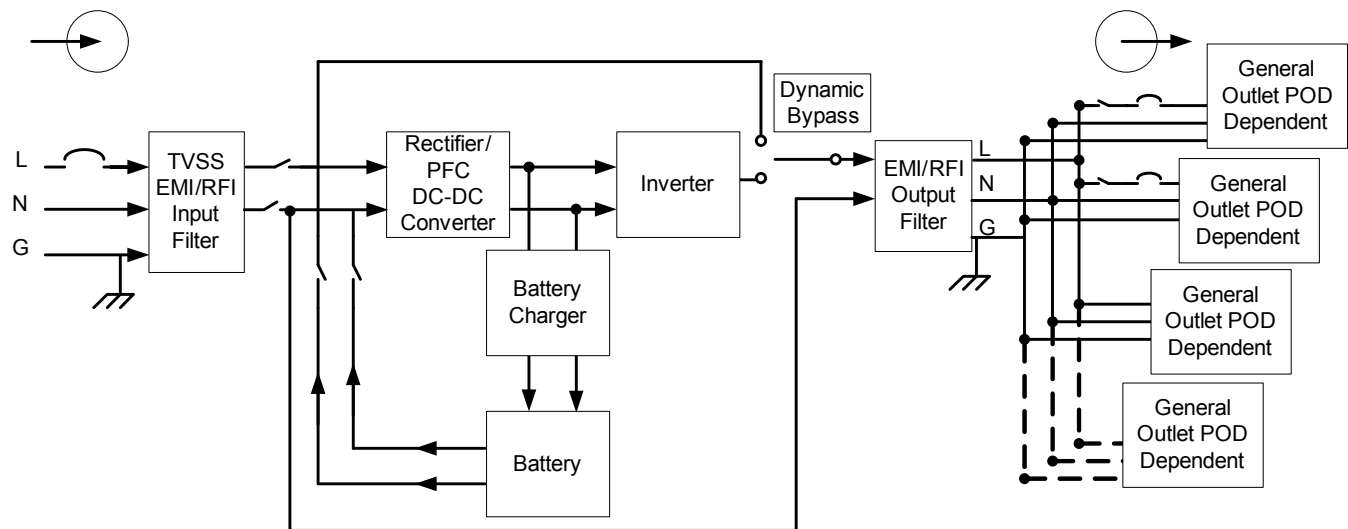 General
Outlet POD
Dependent
Dynamic
Bypass
L
N
G
TVSS
EMI/RFI
Input
Filter
Rectifier/
PFC
DC-DC
Converter
Inverter
EMI/RFI
Output
Filter
L
N
G
General
Outlet POD
Dependent
Battery
Charger
General
Outlet POD
Dependent
Battery
General
Outlet POD
Dependent